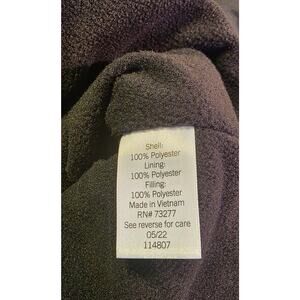 Shell:
100% Polyester
Lining:
100% Polyester
Filling:
100% Polyester
Made in Vietnam
RN# 73277
See reverse for care
05/22
114807